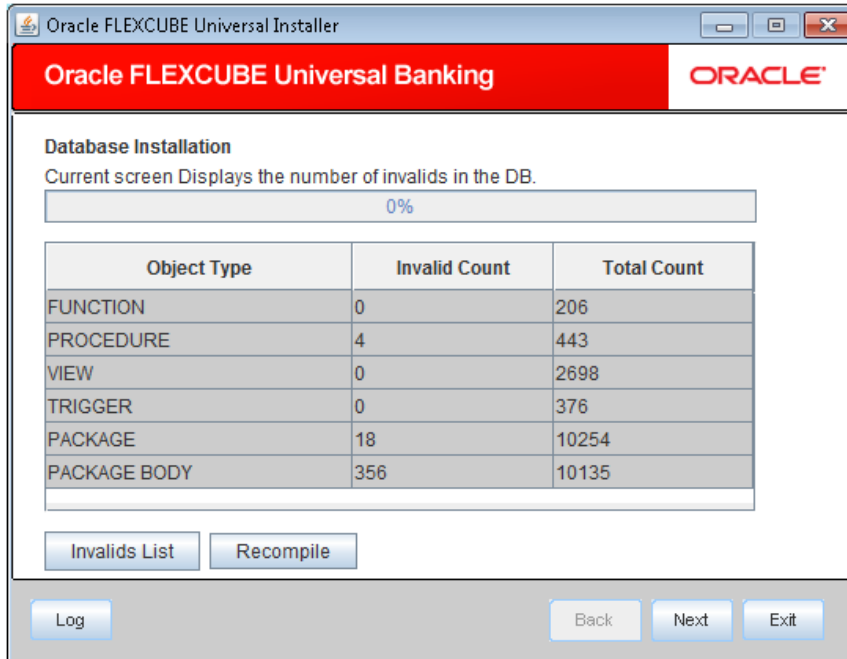 Oracle FLEXCUBE Universal Installer
Oracle FLEXCUBE Universal Banking
ORACLE
Database Installation
Current screen Displays the number of invalids in the DB.
0%
Object Type Invalid Count Total Count
FUNCTION 0 206
PROCEDURE 4 443
VIEW 0 2698
TRIGGER 0 376
PACKAGE 18 10254
PACKAGE BODY 356 10135
Invalids List Recompile
Log Back Next Exit